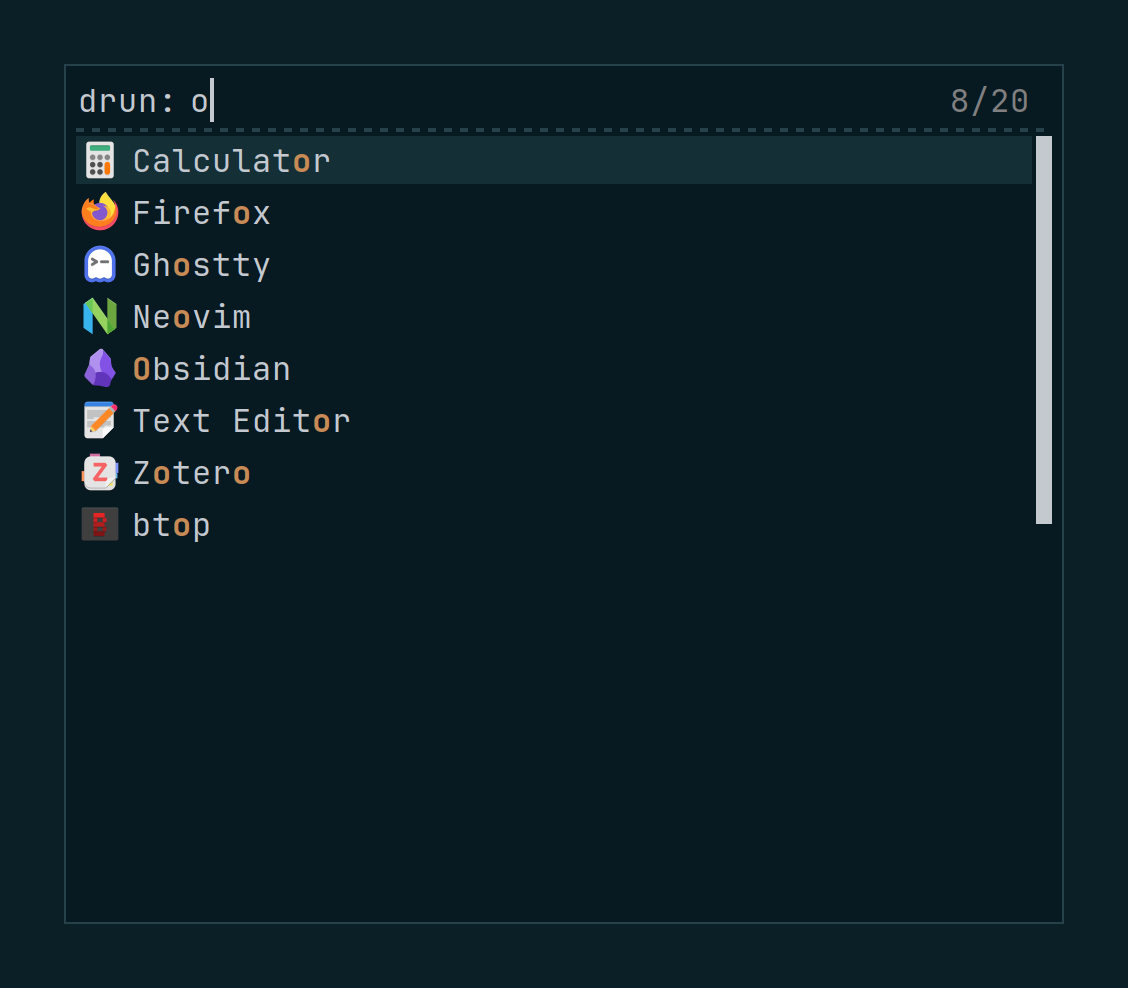 drun: o 8/20
Calculator
Firefox
Ghostty
Neovim
Obsidian
Text Editor
Zotero
btop